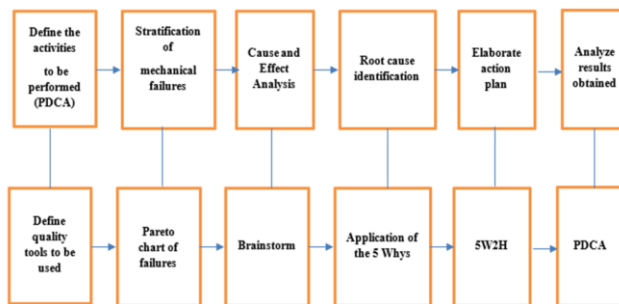 Define the
activities
to be
performed
(PDCA)
Stratification
of
mechanical
failures
Cause and
Effect
Analysis
Root cause
identification
Elaborate
action
plan
Analyze
results
obtained
Define
quality
tools to be
used
Pareto
chart of
failures
Brainstorm
Application of
the 5 Whys
5W2H
PDCA